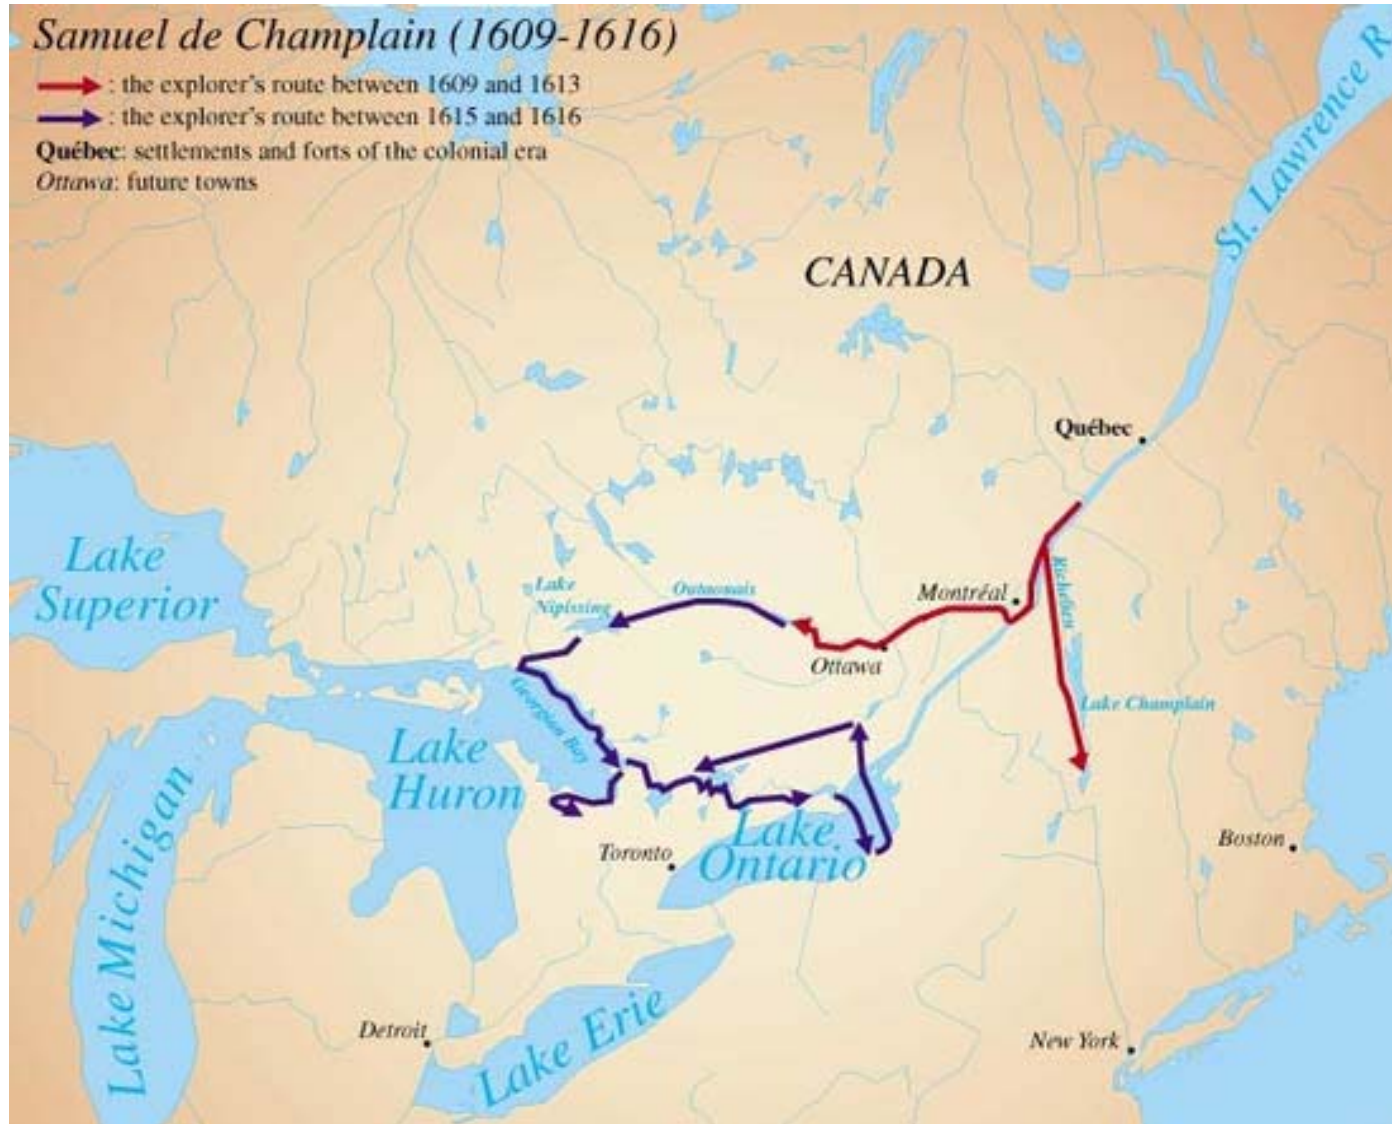 Samuel de Champlain (1609-1616)
: the explorer's route between 1609 and 1613
: the explorer's route between 1615 and 1616
Québec: settlements and forts of the colonial era
Ottawa: future towns
St. Lawrence R.
CANADA
Québec
Lake
Superior
Lake
Nipissing
Outaouais
Montréal
Richelieu
Ottawa
Georgian Bay
Lake Champlain
Lake
Huron
Lake Michigan
Toronto
Lake
Ontario
Boston
Detroit
Lake Erie
New York